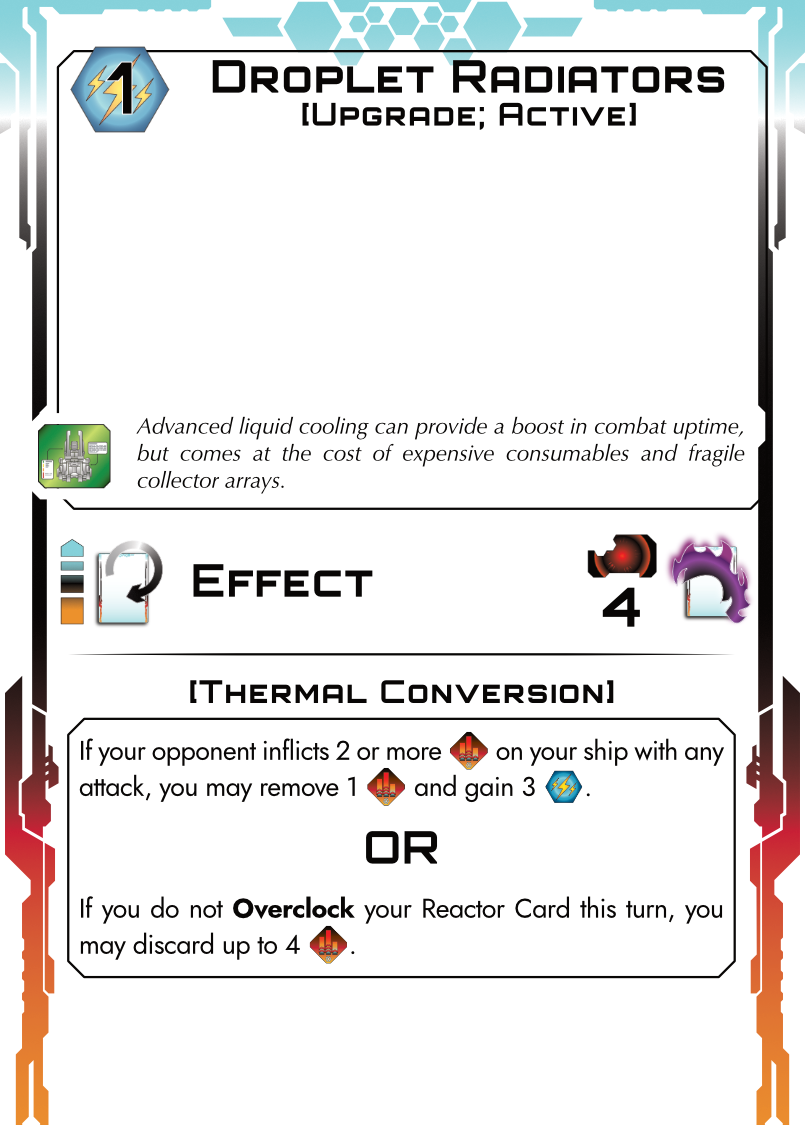 1
Droplet Radiators
[Upgrade; Active]
Advanced liquid cooling can provide a boost in combat uptime,
but comes at the cost of expensive consumables and fragile
collector arrays.
Effect
4
[Thermal Conversion]
If your opponent inflicts 2 or more on your ship with any
attack, you may remove 1 and gain 3 .
OR
If you do not Overclock your Reactor Card this turn, you
may discard up to 4 .